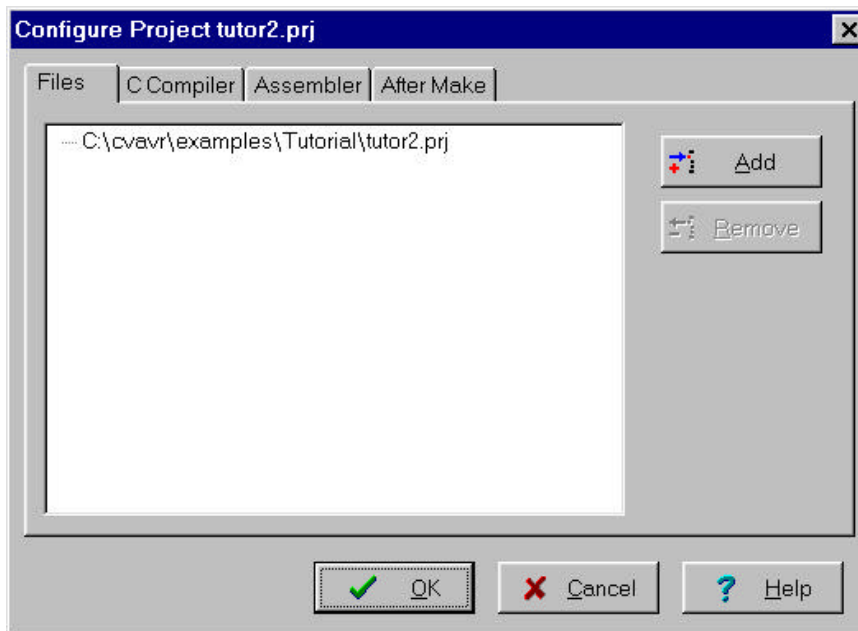 Configure Project tutor2.prj
Files C Compiler Assembler After Make
C:\cvavr\examples\Tutorial\tutor2.prj
Add
Remove
OK Cancel ? Help